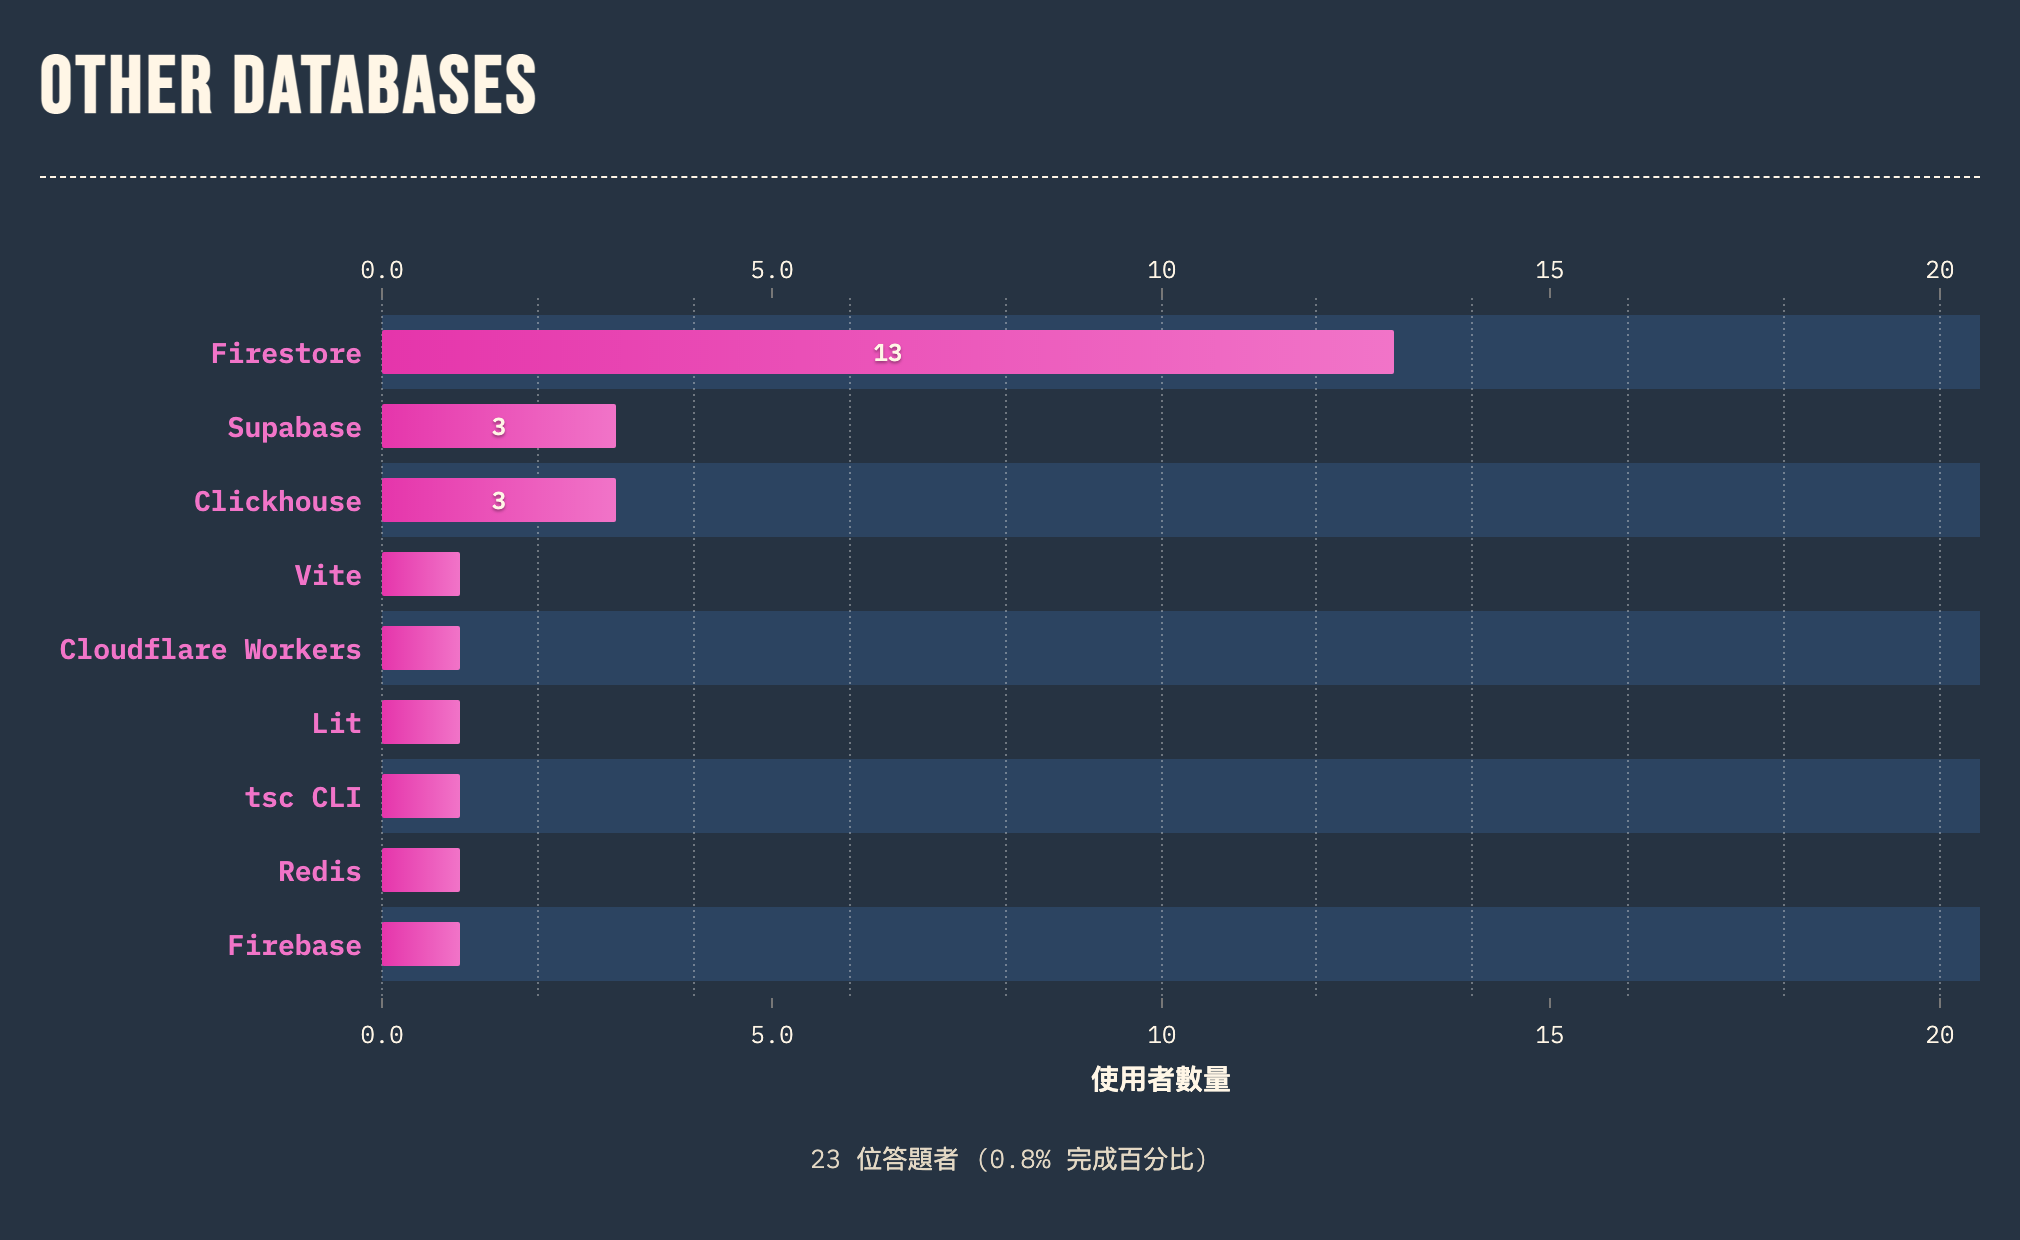 OTHER DATABASES
0.0 5.0 10 15 20
Firestore 13
Supabase 3
Clickhouse 3
Vite
Cloudflare Workers
Lit
tsc CLI
Redis
Firebase
0.0 5.0 10 15 20
使用者數量
23 位答題者 (0.8% 完成百分比)